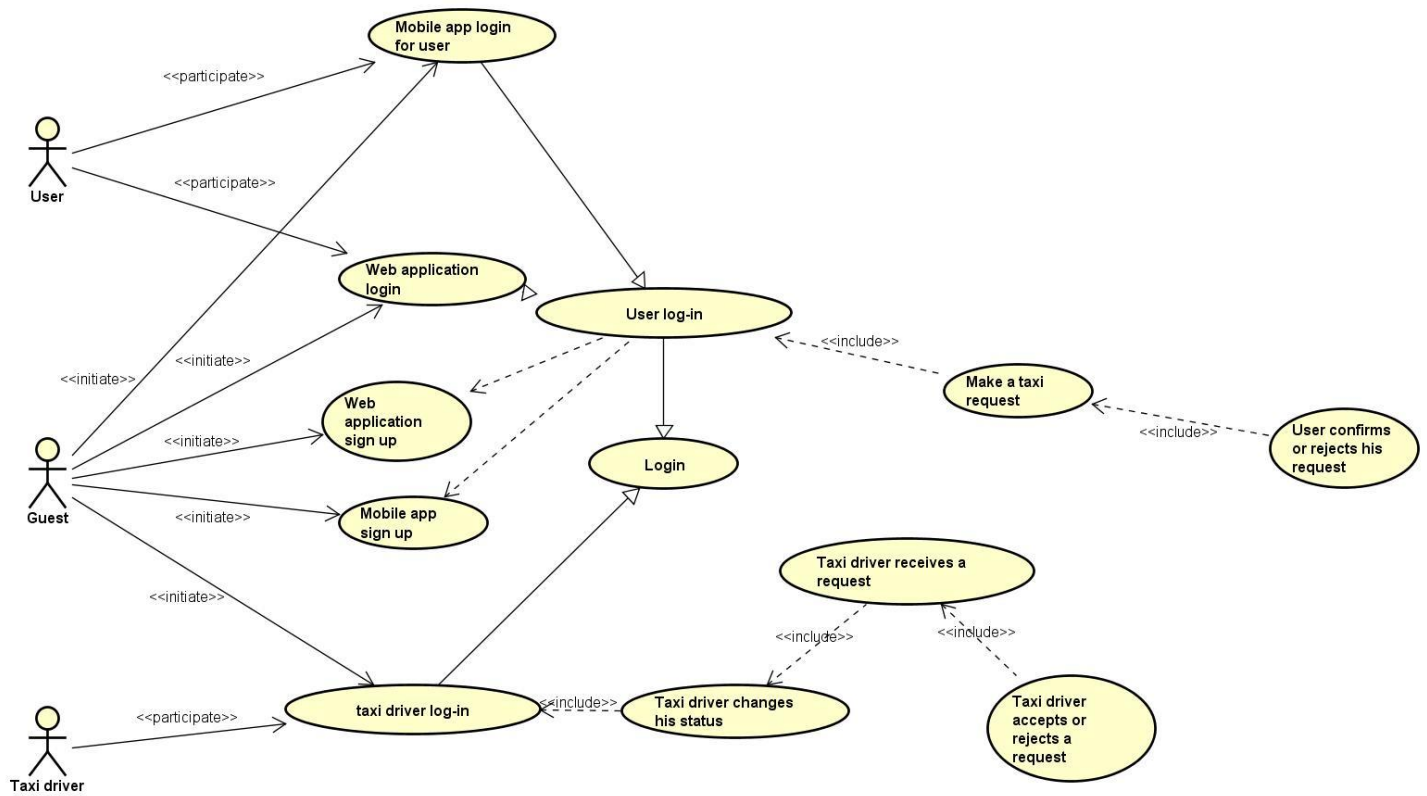 Mobile app login
for user
<<participate>>
User
<<participate>>
Web application
login
User log-in
<<include>>
<<initiate>>
<<initiate>>
Make a taxi
request
Web
application
sign up
<<include>>
User confirms
or rejects his
request
<<initiate>>
Login
Guest
<<initiate>>
Mobile app
sign up
Taxi driver receives a
request
<<initiate>>
<<include>>
<<include>>
taxi driver log-in
<<include>>
Taxi driver changes
his status
Taxi driver
accepts or
rejects a
request
<<participate>>
Taxi driver